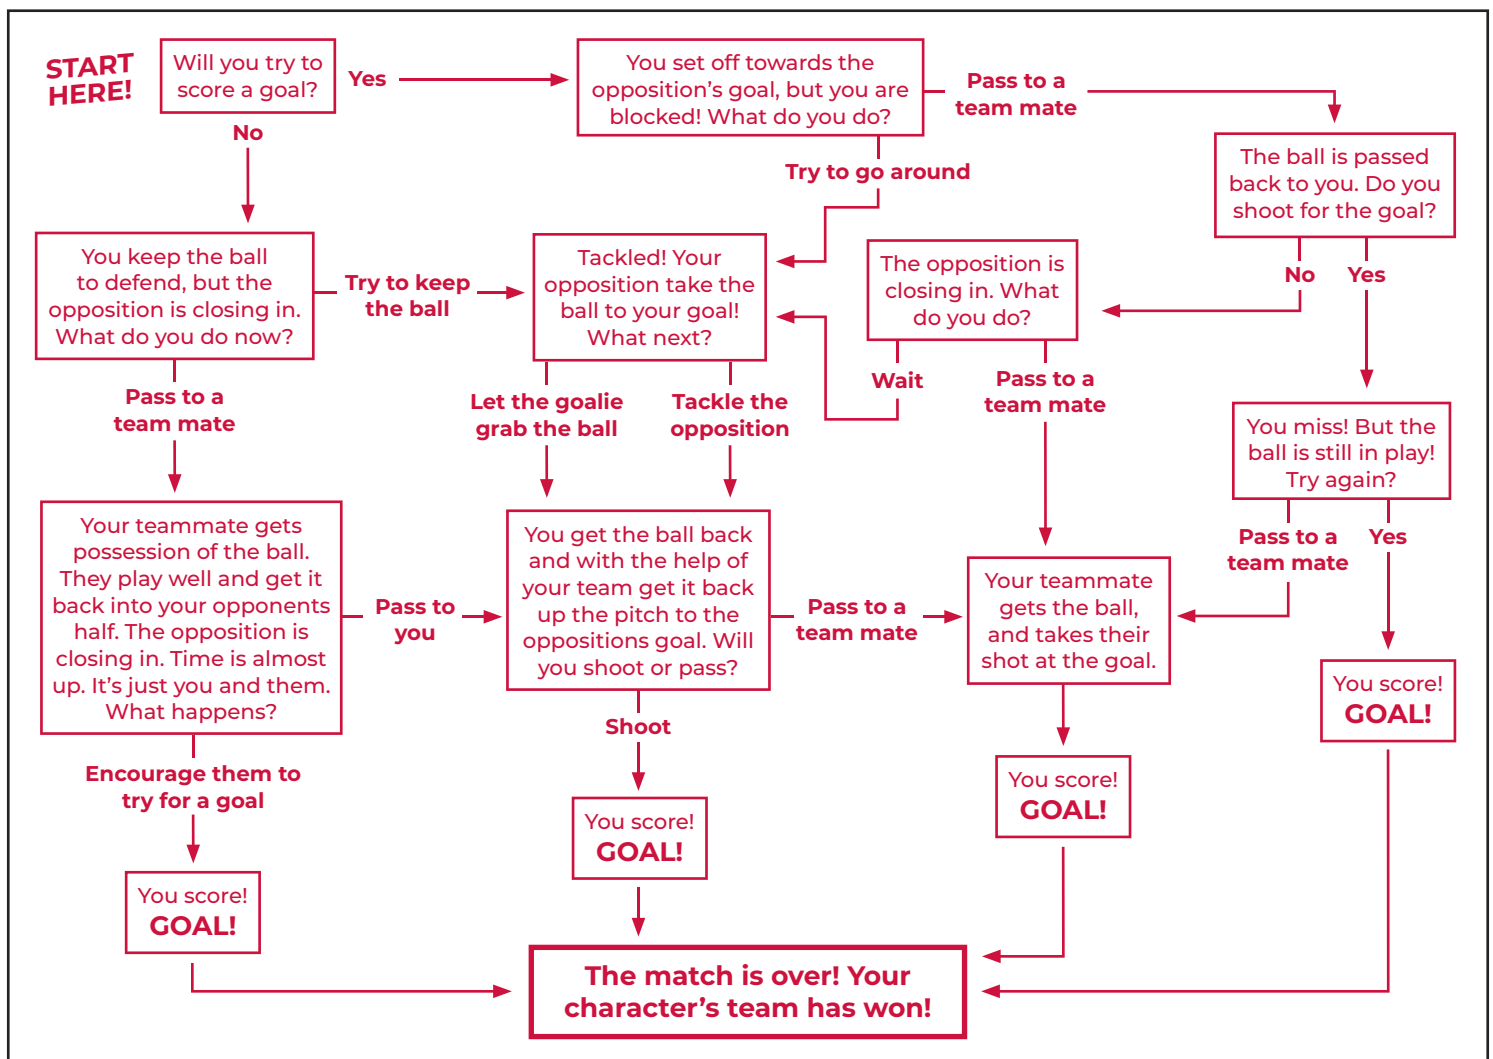 START
HERE!
Will you try to
score a goal?
Yes
You set off towards the
opposition's goal, but you are
blocked! What do you do?
Pass to a
team mate
No
Try to go around
The ball is passed
back to you. Do you
shoot for the goal?
You keep the ball
to defend, but the
opposition is closing in.
What do you do now?
Try to keep
the ball
Tackled! Your
opposition take the
ball to your goal!
What next?
The opposition is
closing in. What
do you do?
No
Yes
Pass to a
team mate
Let the goalie
grab the ball
Tackle the
opposition
Wait
Pass to a
team mate
You miss! But the
ball is still in play!
Try again?
Your teammate gets
possession of the ball.
They play well and get it
back into your opponents
half. The opposition is
closing in. Time is almost
up. It's just you and them.
What happens?
Pass to
you
You get the ball back
and with the help of
your team get it back
up the pitch to the
oppositions goal. Will
you shoot or pass?
Pass to a
team mate
Your teammate
gets the ball,
and takes their
shot at the goal.
Pass to a
team mate
Yes
You score!
GOAL!
Shoot
Encourage them to
try for a goal
You score!
GOAL!
You score!
GOAL!
You score!
GOAL!
The match is over! Your
character's team has won!